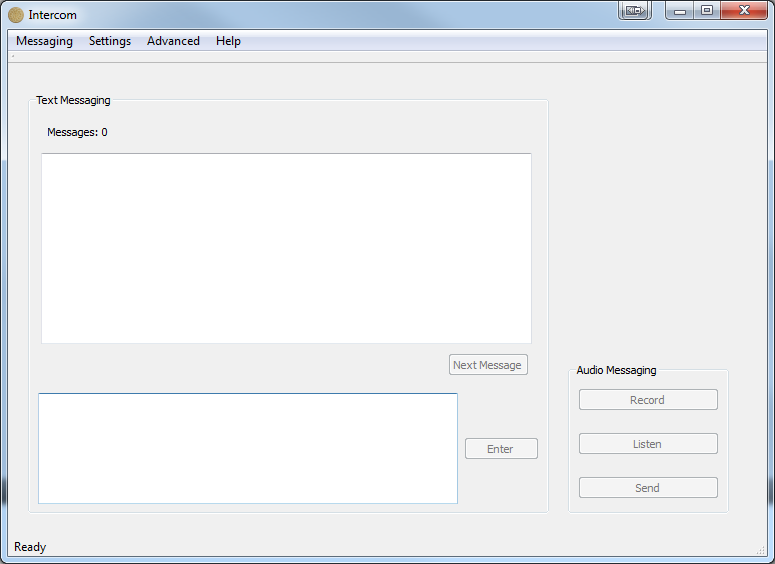 Intercom
Messaging Settings Advanced Help
Text Messaging
Messages: 0
Next Message
Enter
Audio Messaging
Record
Listen
Send
Ready